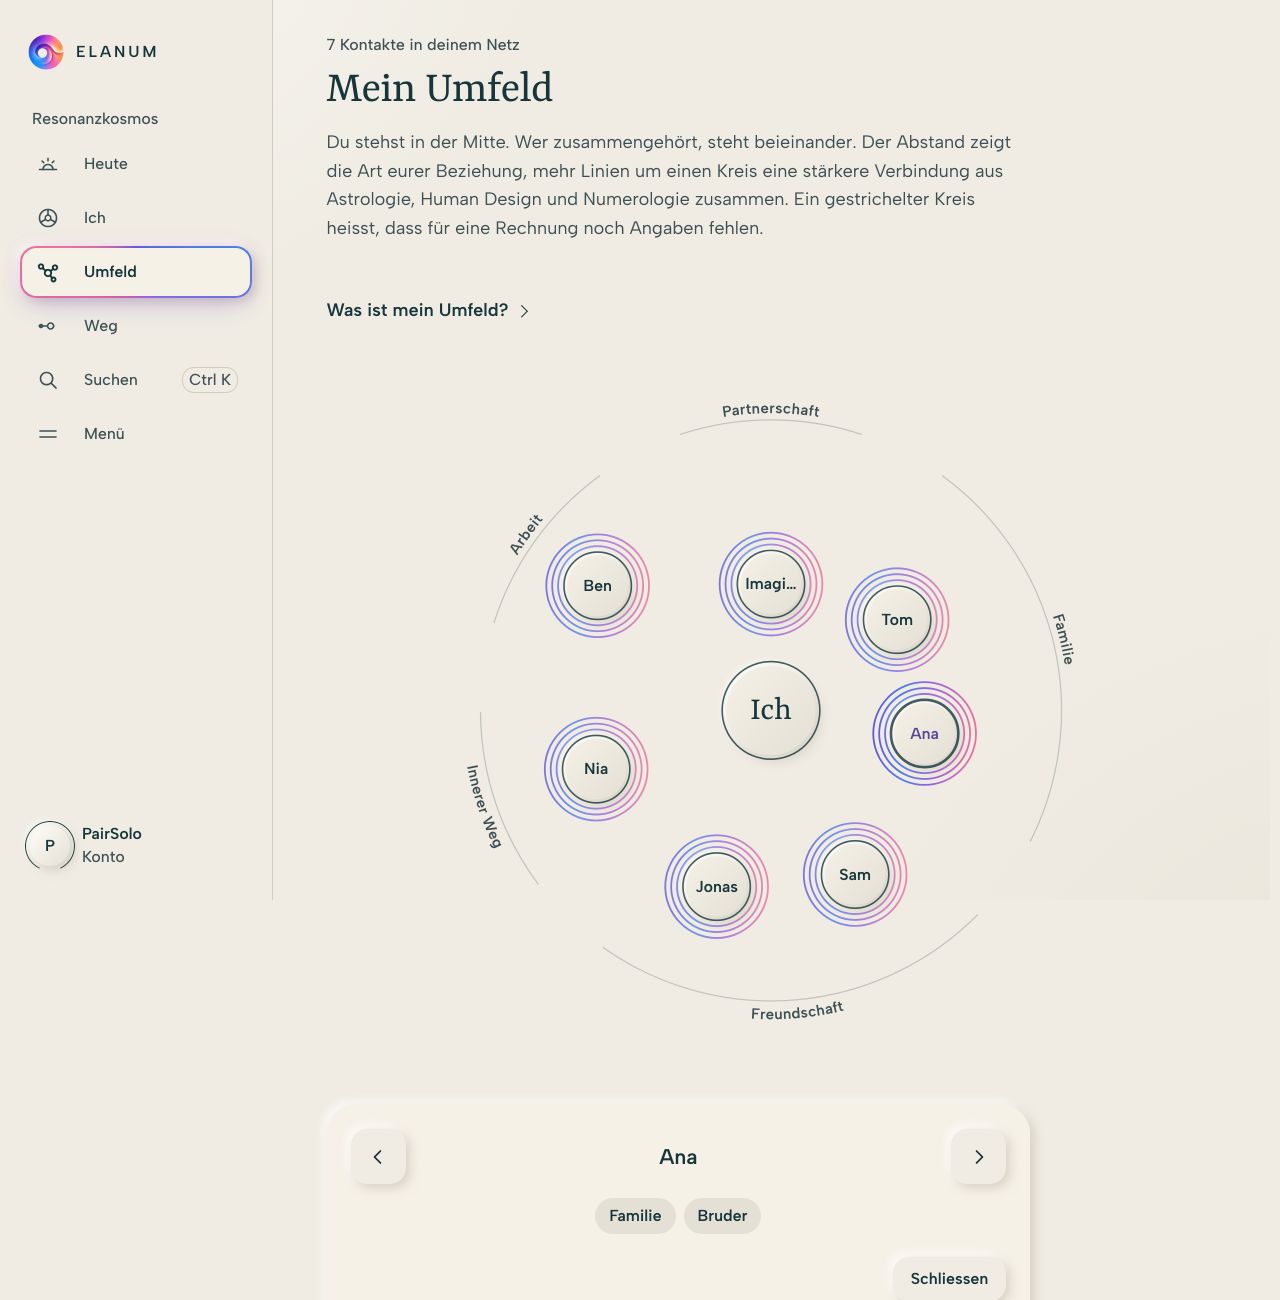 ELANUM
Resonanzkosmos
Heute
Ich
Umfeld
Weg
Suchen Ctrl K
Menü
P
PairSolo
Konto
7 Kontakte in deinem Netz
Mein Umfeld
Du stehst in der Mitte. Wer zusammengehört, steht beieinander. Der Abstand zeigt
die Art eurer Beziehung, mehr Linien um einen Kreis eine stärkere Verbindung aus
Astrologie, Human Design und Numerologie zusammen. Ein gestrichelter Kreis
heisst, dass für eine Rechnung noch Angaben fehlen.
Was ist mein Umfeld?
Partnerschaft
Arbeit
Familie
Ben
Imagi...
Tom
Ich
Ana
Nia
Innerer Weg
Jonas
Sam
Freundschaft
Ana
Familie Bruder
Schliessen